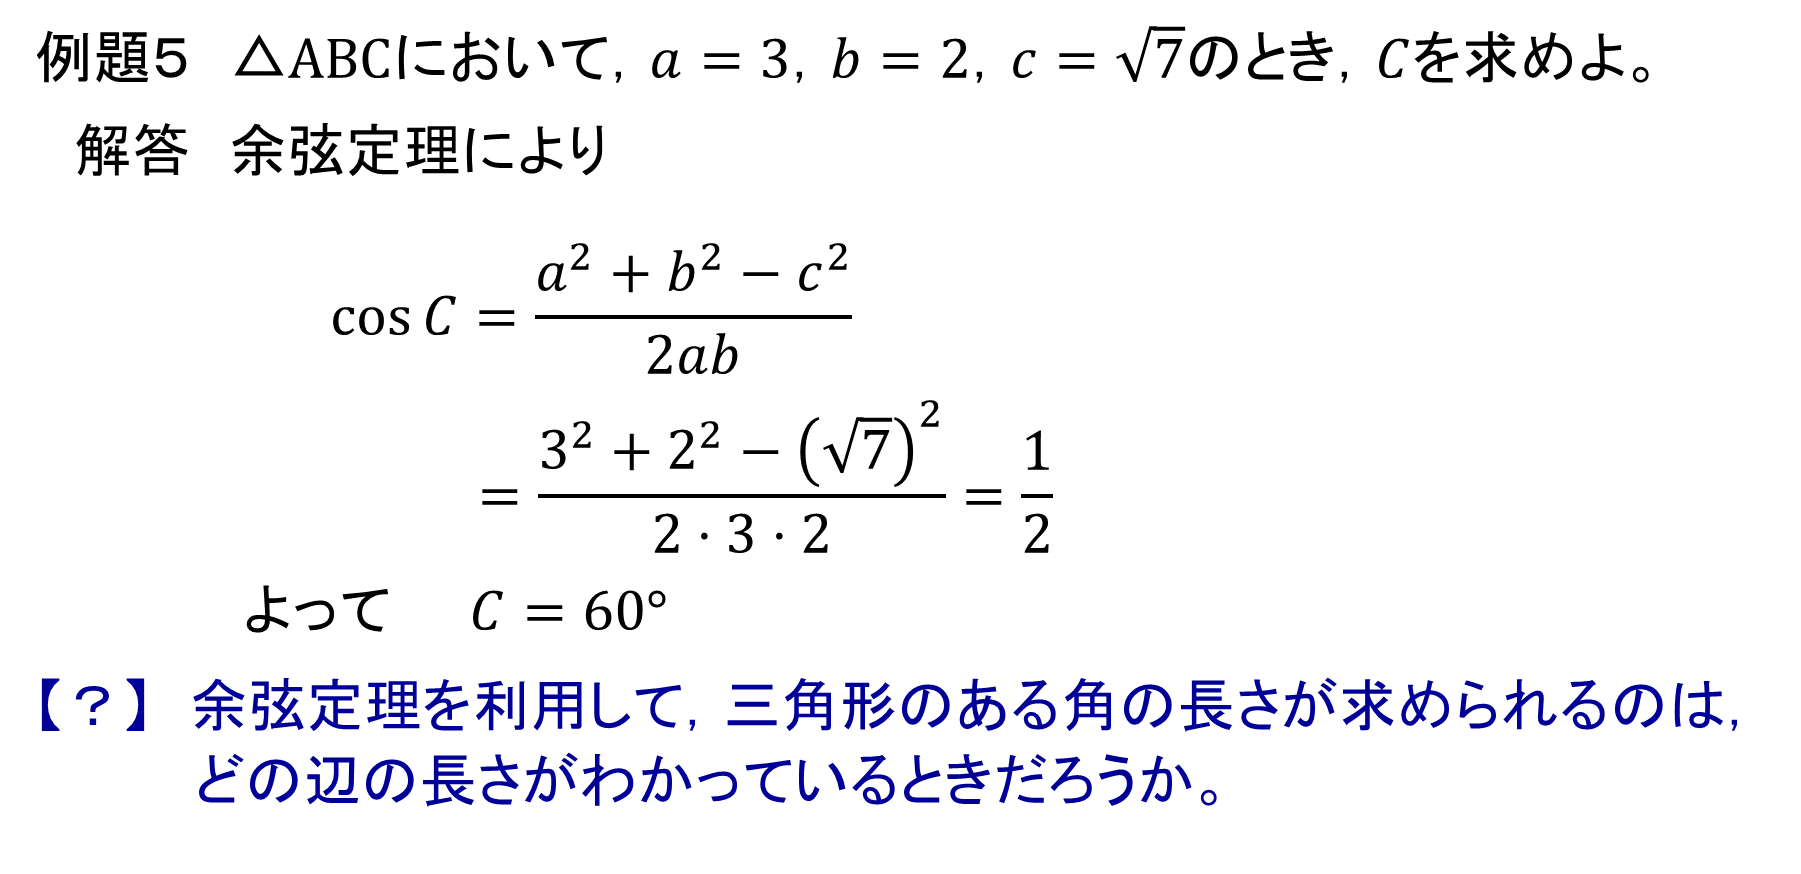 例題５　△ABCにおいて, a = 3, b = 2, c = √7のとき, Cを求めよ。
解答　余弦定理により
cos C = (a² + b² − c²)/(2ab)
= (3² + 2² − (√7)²)/(2・3・2) = 1/2
よって　C = 60°
【？】 余弦定理を利用して, 三角形のある角の長さが求められるのは,
どの辺の長さがわかっているときだろうか。